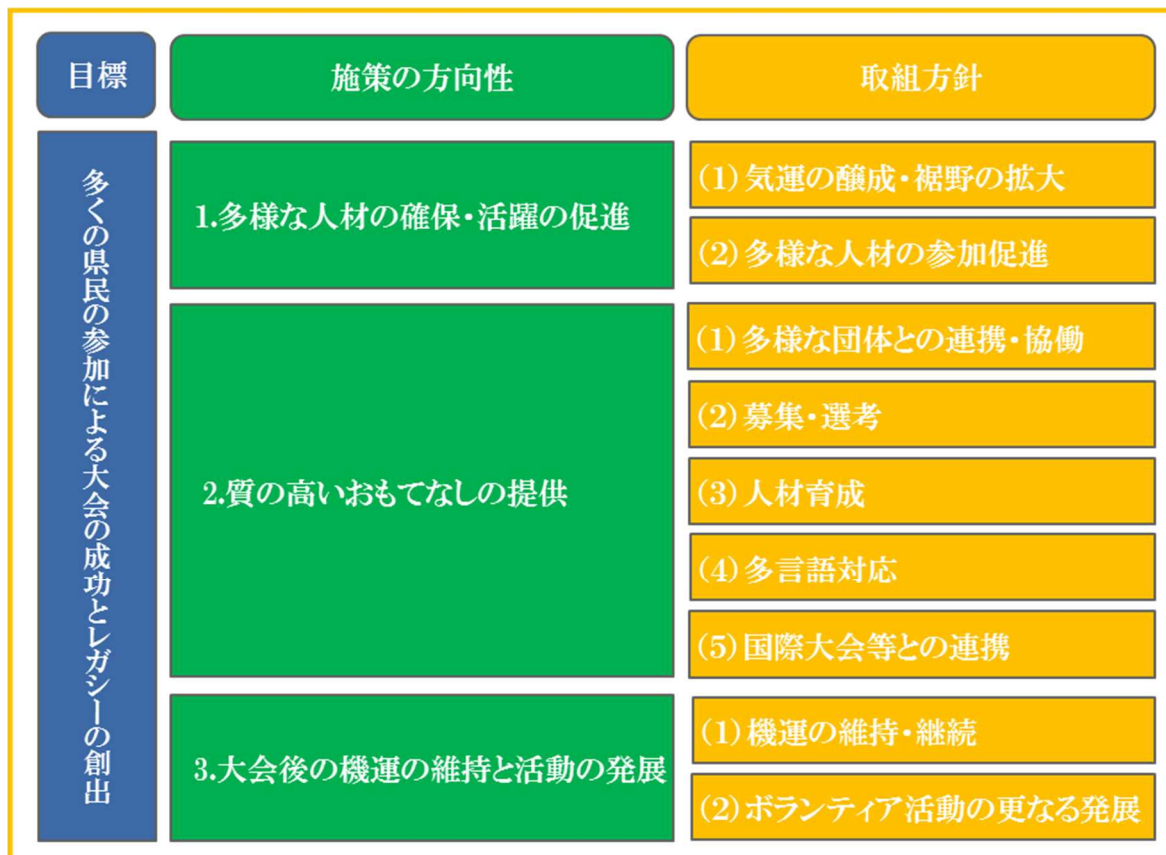 目標
施策の方向性
取組方針
多くの県民の参加による大会の成功とレガシーの創出
1.多様な人材の確保・活躍の促進
(1)気運の醸成・裾野の拡大
(2)多様な人材の参加促進
2.質の高いおもてなしの提供
(1)多様な団体との連携・協働
(2)募集・選考
(3)人材育成
(4)多言語対応
(5)国際大会等との連携
3.大会後の機運の維持と活動の発展
(1)機運の維持・継続
(2)ボランティア活動の更なる発展